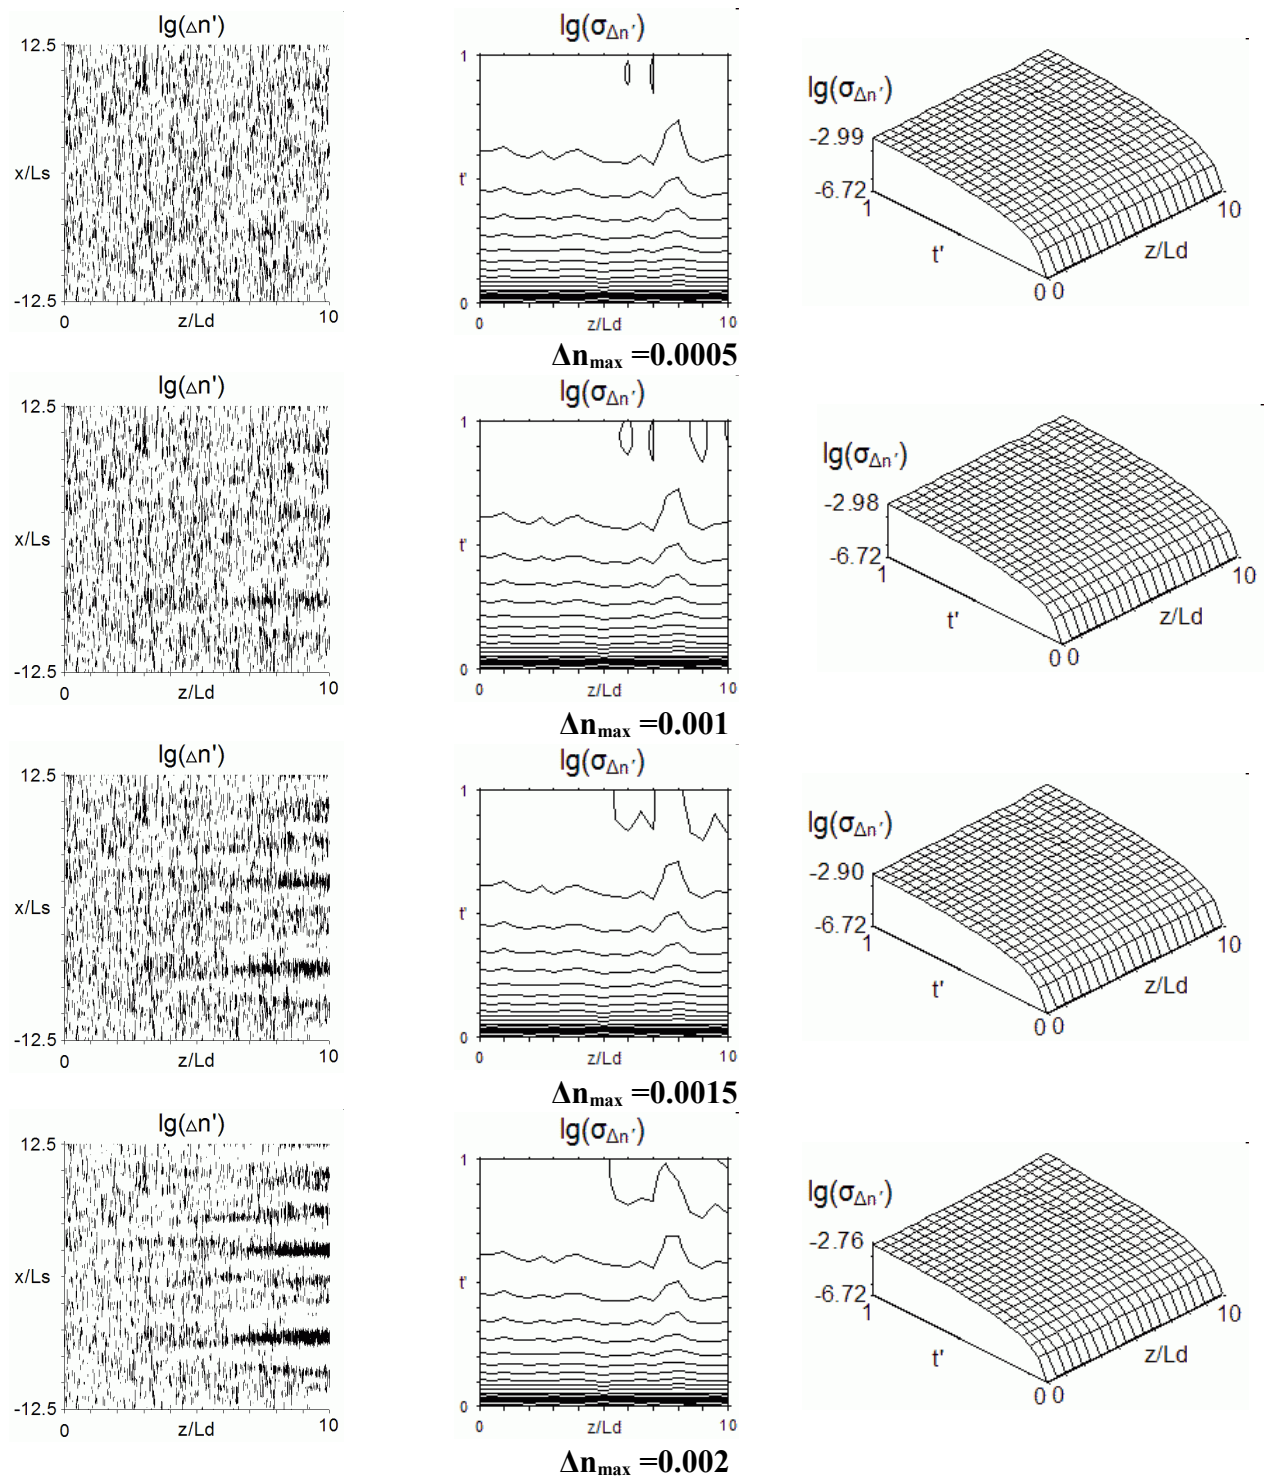 lg(△n')
12.5
x/Ls
-12.5
0
z/Ld
10
lg(σΔn′)
1
t'
0
0
z/Ld
10
lg(σΔn′)
-2.99
-6.72
1
t'
0 0
z/Ld
10
Δnmax =0.0005
lg(△n')
12.5
x/Ls
-12.5
0
z/Ld
10
lg(σΔn′)
1
t'
0
0
z/Ld
10
lg(σΔn′)
-2.98
-6.72
1
t'
0 0
z/Ld
10
Δnmax =0.001
lg(△n')
12.5
x/Ls
-12.5
0
z/Ld
10
lg(σΔn′)
1
t'
0
0
z/Ld
10
lg(σΔn′)
-2.90
-6.72
1
t'
0 0
z/Ld
10
Δnmax =0.0015
lg(△n')
12.5
x/Ls
-12.5
0
z/Ld
10
lg(σΔn′)
1
t'
0
0
z/Ld
10
lg(σΔn′)
-2.76
-6.72
1
t'
0 0
z/Ld
10
Δnmax =0.002